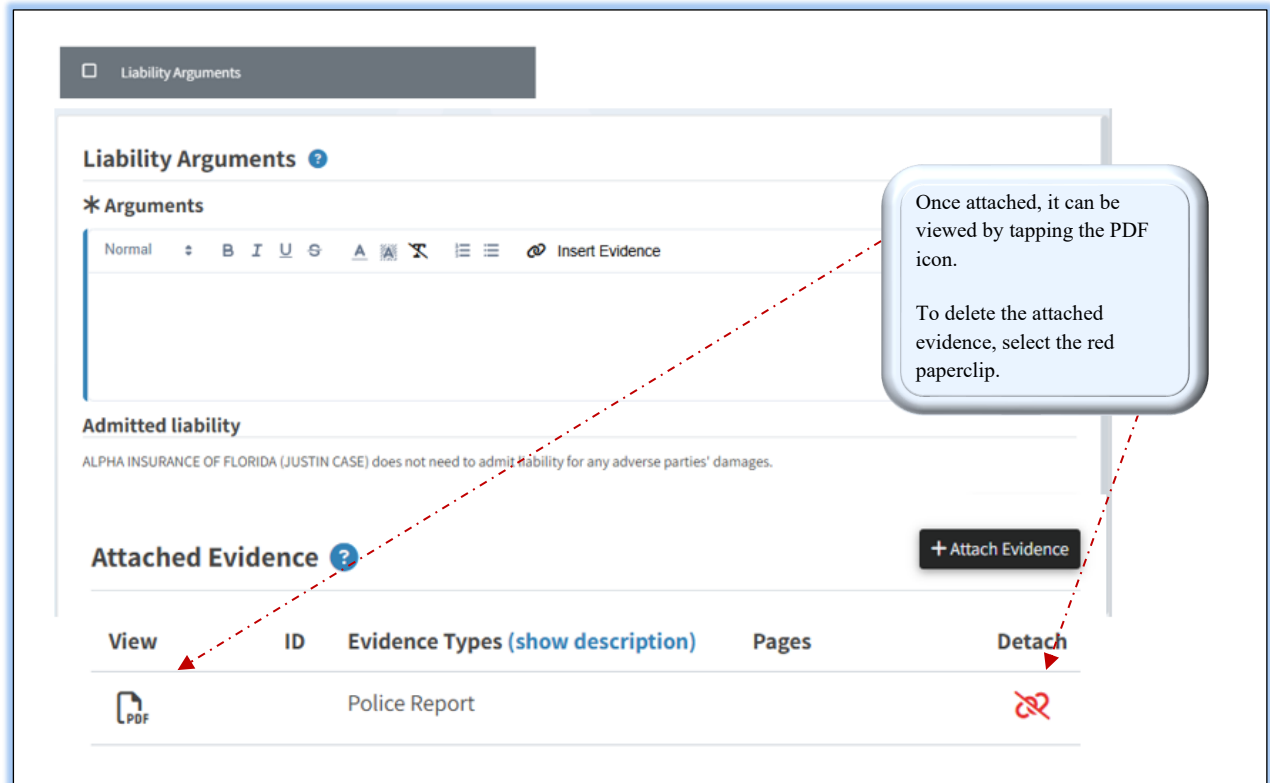 Liability Arguments
Liability Arguments ?
* Arguments
Normal B I U S A A T Insert Evidence
Once attached, it can be
viewed by tapping the PDF
icon.
To delete the attached
evidence, select the red
paperclip.
Admitted liability
ALPHA INSURANCE OF FLORIDA (JUSTIN CASE) does not need to admit liability for any adverse parties' damages.
Attached Evidence ?
+ Attach Evidence
View ID Evidence Types (show description) Pages Detach
PDF Police Report